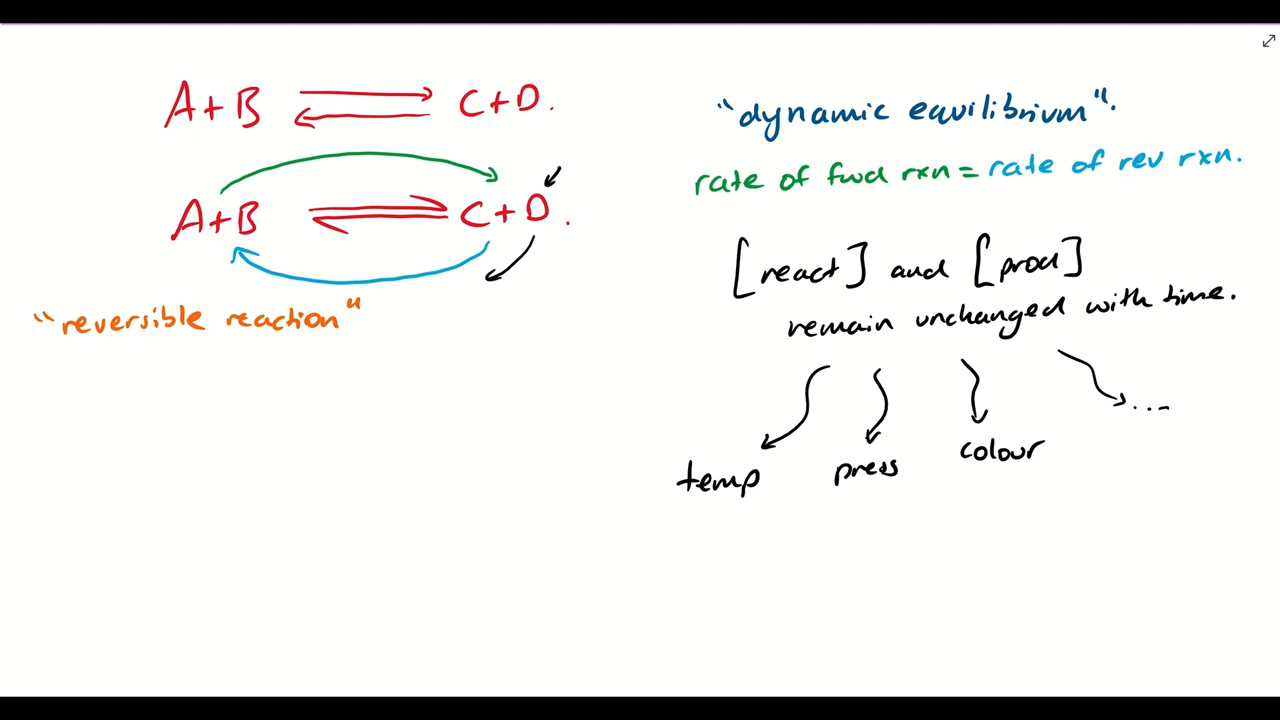 A + B ⇌ C + D.
A + B ⇌ C + D.
"reversible reaction"
"dynamic equilibrium".
rate of fwd rxn = rate of rev rxn.
[react] and [prod]
remain unchanged with time.
temp press colour ...